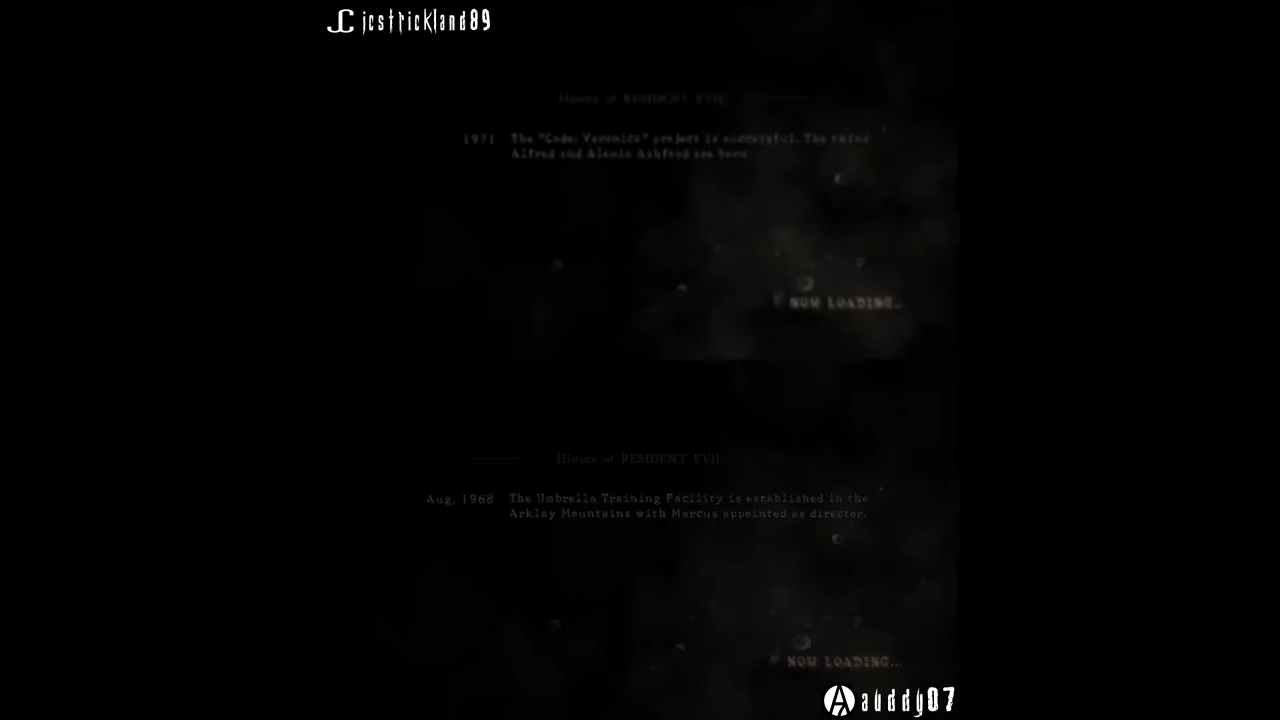 JC jcstrickland89
History of RESIDENT EVIL
1971 The "Code: Veronica" project is successful. The twins
Alfred and Alexia Ashford are born.
NOW LOADING...
History of RESIDENT EVIL
Aug. 1968 The Umbrella Training Facility is established in the
Arklay Mountains with Marcus appointed as director.
NOW LOADING...
A auddy07